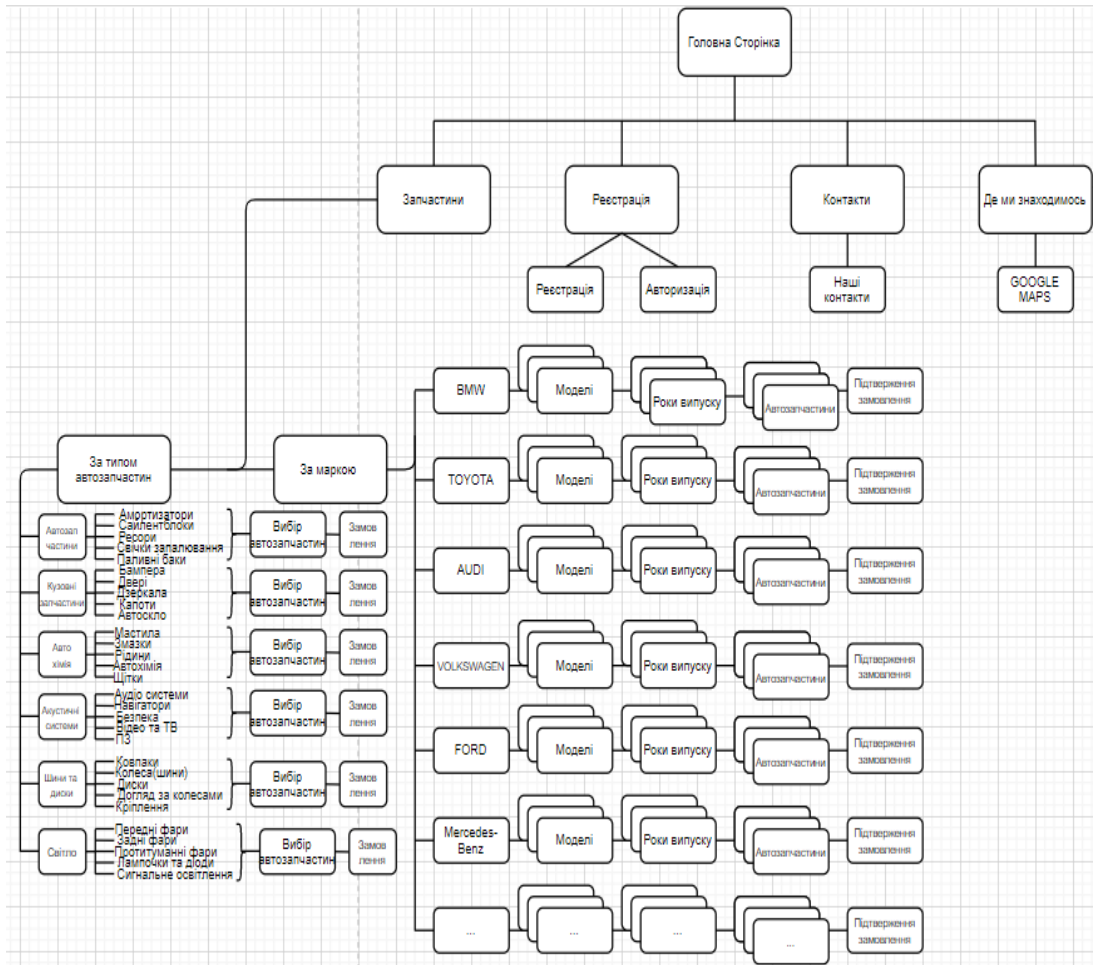 Головна Сторінка
Запчастини
Реєстрація
Контакти
Де ми знаходимось
Реєстрація
Авторизація
Наші
контакти
GOOGLE
MAPS
За типом
автозапчастин
За маркою
Автозап
частини
Амортизатори
Сайлентблоки
Ресори
Свічки запалювання
Паливні баки
Вибір
автозапчастин
Замов
лення
Кузовні
запчастини
Бампера
Двері
Дзеркала
Капоти
Автоскло
Вибір
автозапчастин
Замов
лення
Авто
хімія
Мастила
Змазки
Рідини
Автохімія
Щітки
Вибір
автозапчастин
Замов
лення
Акустичні
системи
Аудіо системи
Навігатори
Безпека
Відео та ТВ
ПЗ
Вибір
автозапчастин
Замов
лення
Шини та
диски
Ковпаки
Колеса(шини)
Диски
Догляд за колесами
Кріплення
Вибір
автозапчастин
Замов
лення
Світло
Передні фари
Задні фари
Протитуманні фари
Лампочки та діоди
Сигнальне освітлення
Вибір
автозапчастин
Замов
лення
BMW
Моделі
Роки випуску
Автозапчастини
Підтверження
замовлення
TOYOTA
Моделі
Роки випуску
Автозапчастини
Підтверження
замовлення
AUDI
Моделі
Роки випуску
Автозапчастини
Підтверження
замовлення
VOLKSWAGEN
Моделі
Роки випуску
Автозапчастини
Підтверження
замовлення
FORD
Моделі
Роки випуску
Автозапчастини
Підтверження
замовлення
Mercedes-
Benz
Моделі
Роки випуску
Автозапчастини
Підтверження
замовлення
...
...
...
...
Підтверження
замовлення